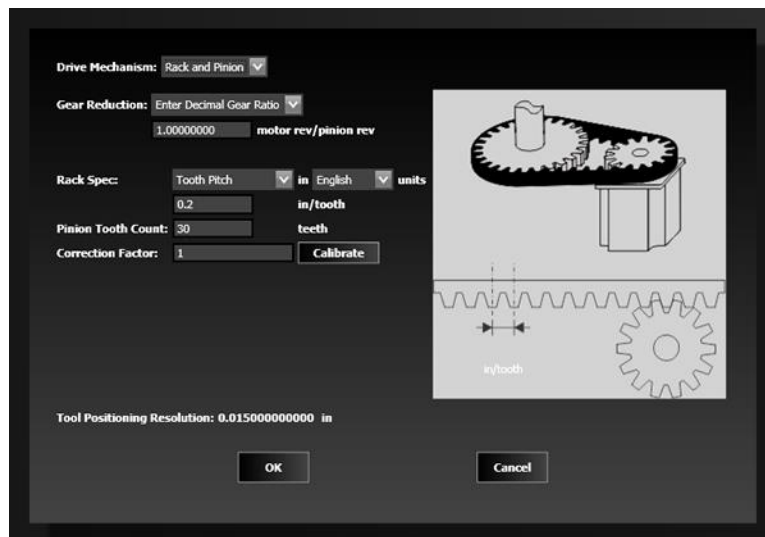 Drive Mechanism: Rack and Pinion
Gear Reduction: Enter Decimal Gear Ratio
1.00000000 motor rev/pinion rev
Rack Spec: Tooth Pitch in English units
0.2 in/tooth
Pinion Tooth Count: 30 teeth
Correction Factor: 1 Calibrate
in/tooth
Tool Positioning Resolution: 0.015000000000 in
OK Cancel